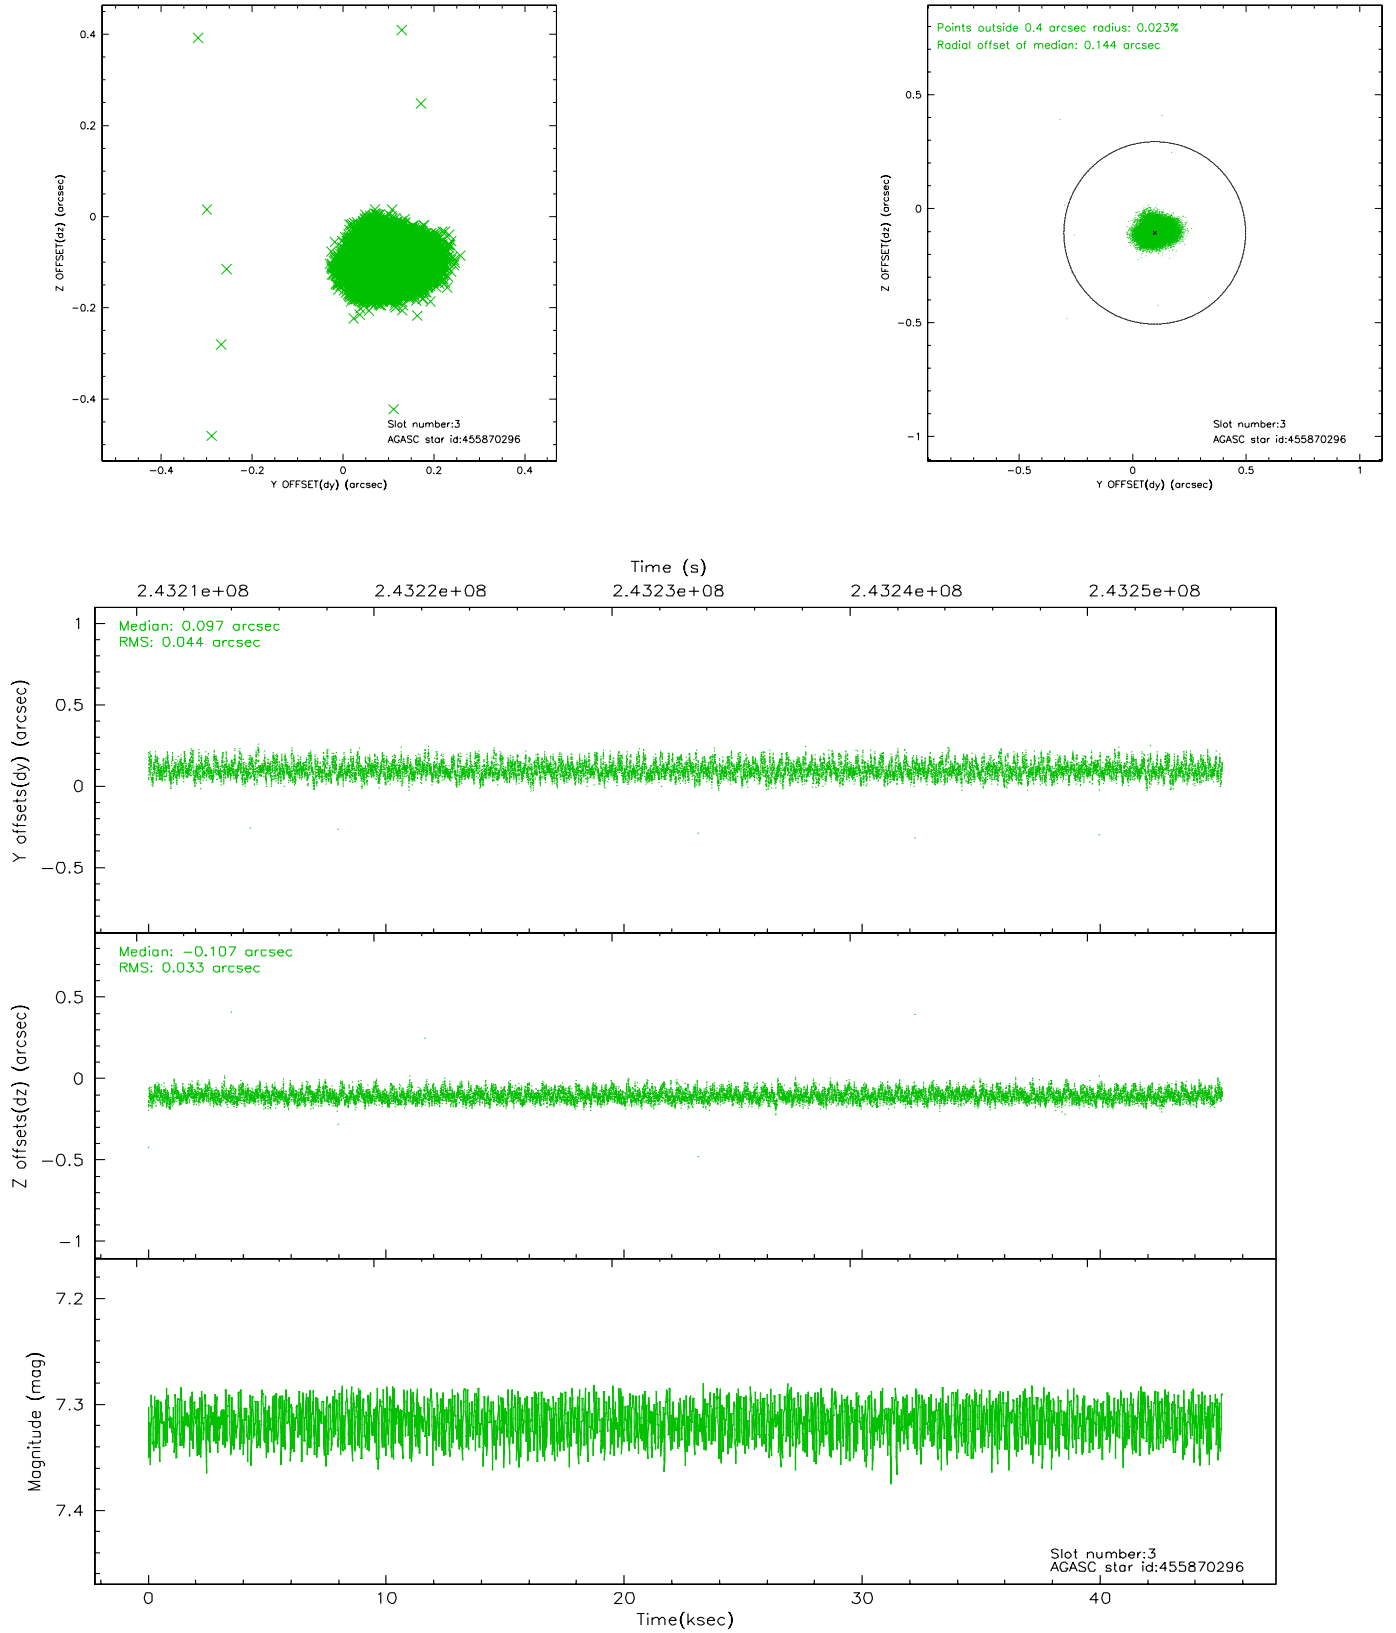 0.4
0.2
0
−0.2
−0.4
Z OFFSET(dz) (arcsec)
Slot number:3
AGASC star id:455870296
−0.4 −0.2 0 0.2 0.4
Y OFFSET(dy) (arcsec)
Points outside 0.4 arcsec radius: 0.023%
Radial offset of median: 0.144 arcsec
0.5
0
−0.5
−1
Z OFFSET(dz) (arcsec)
Slot number:3
AGASC star id:455870296
−0.5 0 0.5 1
Y OFFSET(dy) (arcsec)
Time (s)
2.4321e+08 2.4322e+08 2.4323e+08 2.4324e+08 2.4325e+08
Median: 0.097 arcsec
RMS: 0.044 arcsec
1
0.5
0
−0.5
Y offsets(dy) (arcsec)
Median: −0.107 arcsec
RMS: 0.033 arcsec
0.5
0
−0.5
−1
Z offsets(dz) (arcsec)
7.2
7.3
7.4
Magnitude (mag)
Slot number:3
AGASC star id:455870296
0 10 20 30 40
Time(ksec)